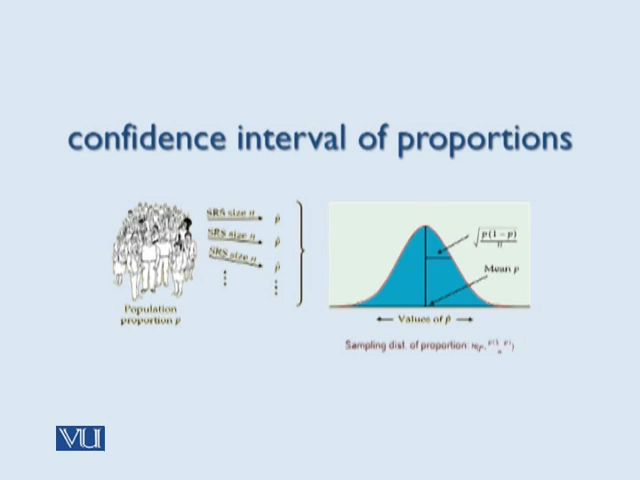 confidence interval of proportions
SRS size n p̂
SRS size n p̂
SRS size n p̂
Population
proportion p
√p(1 − p)/n
Mean p
Values of p̂
Sampling dist. of proportion:
VU